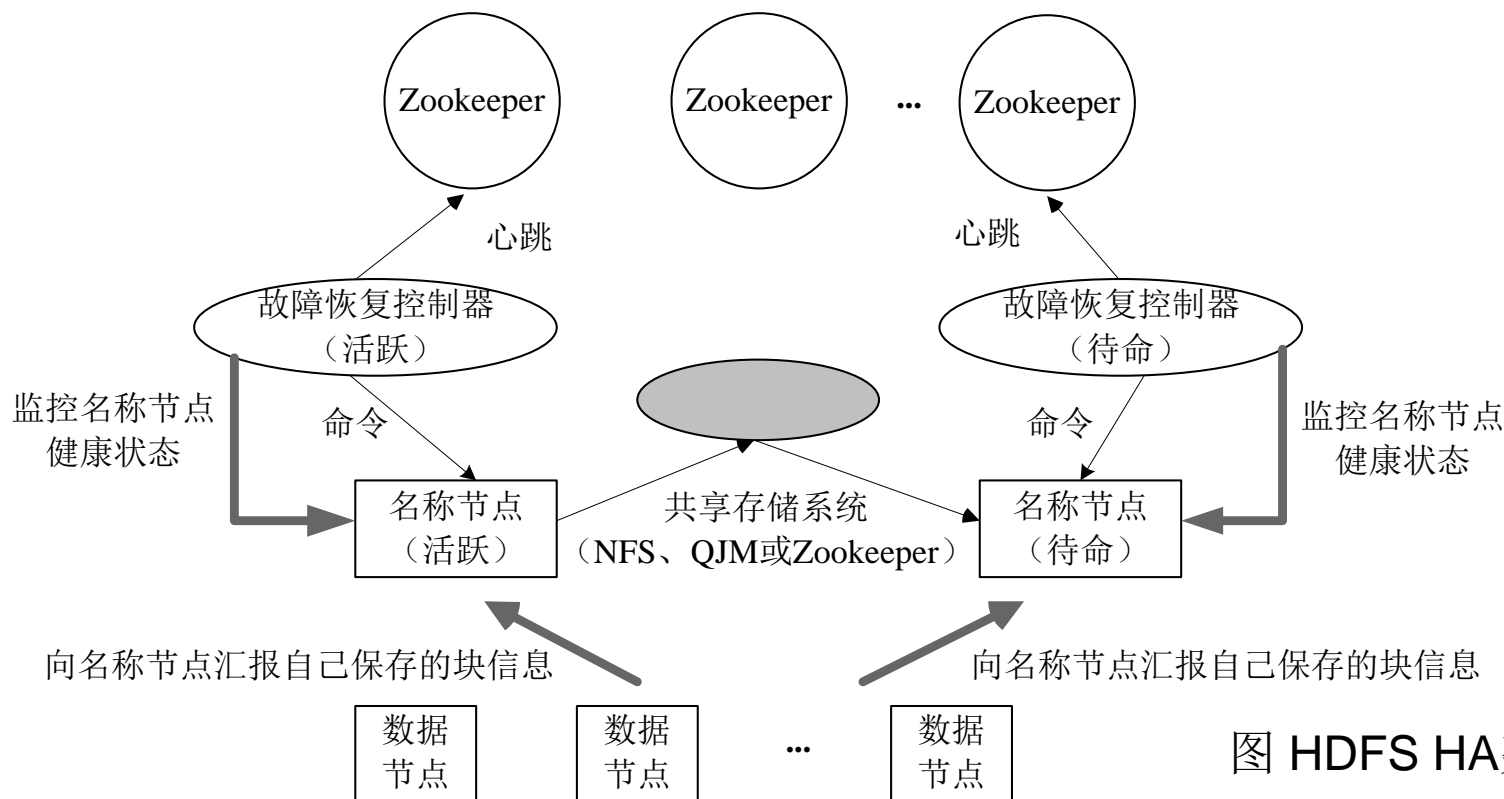 Zookeeper
Zookeeper
...
Zookeeper
心跳
心跳
故障恢复控制器
（活跃）
故障恢复控制器
（待命）
监控名称节点
健康状态
命令
命令
监控名称节点
健康状态
名称节点
（活跃）
共享存储系统
（NFS、QJM或Zookeeper）
名称节点
（待命）
向名称节点汇报自己保存的块信息
向名称节点汇报自己保存的块信息
数据
节点
数据
节点
...
数据
节点
图 HDFS HA